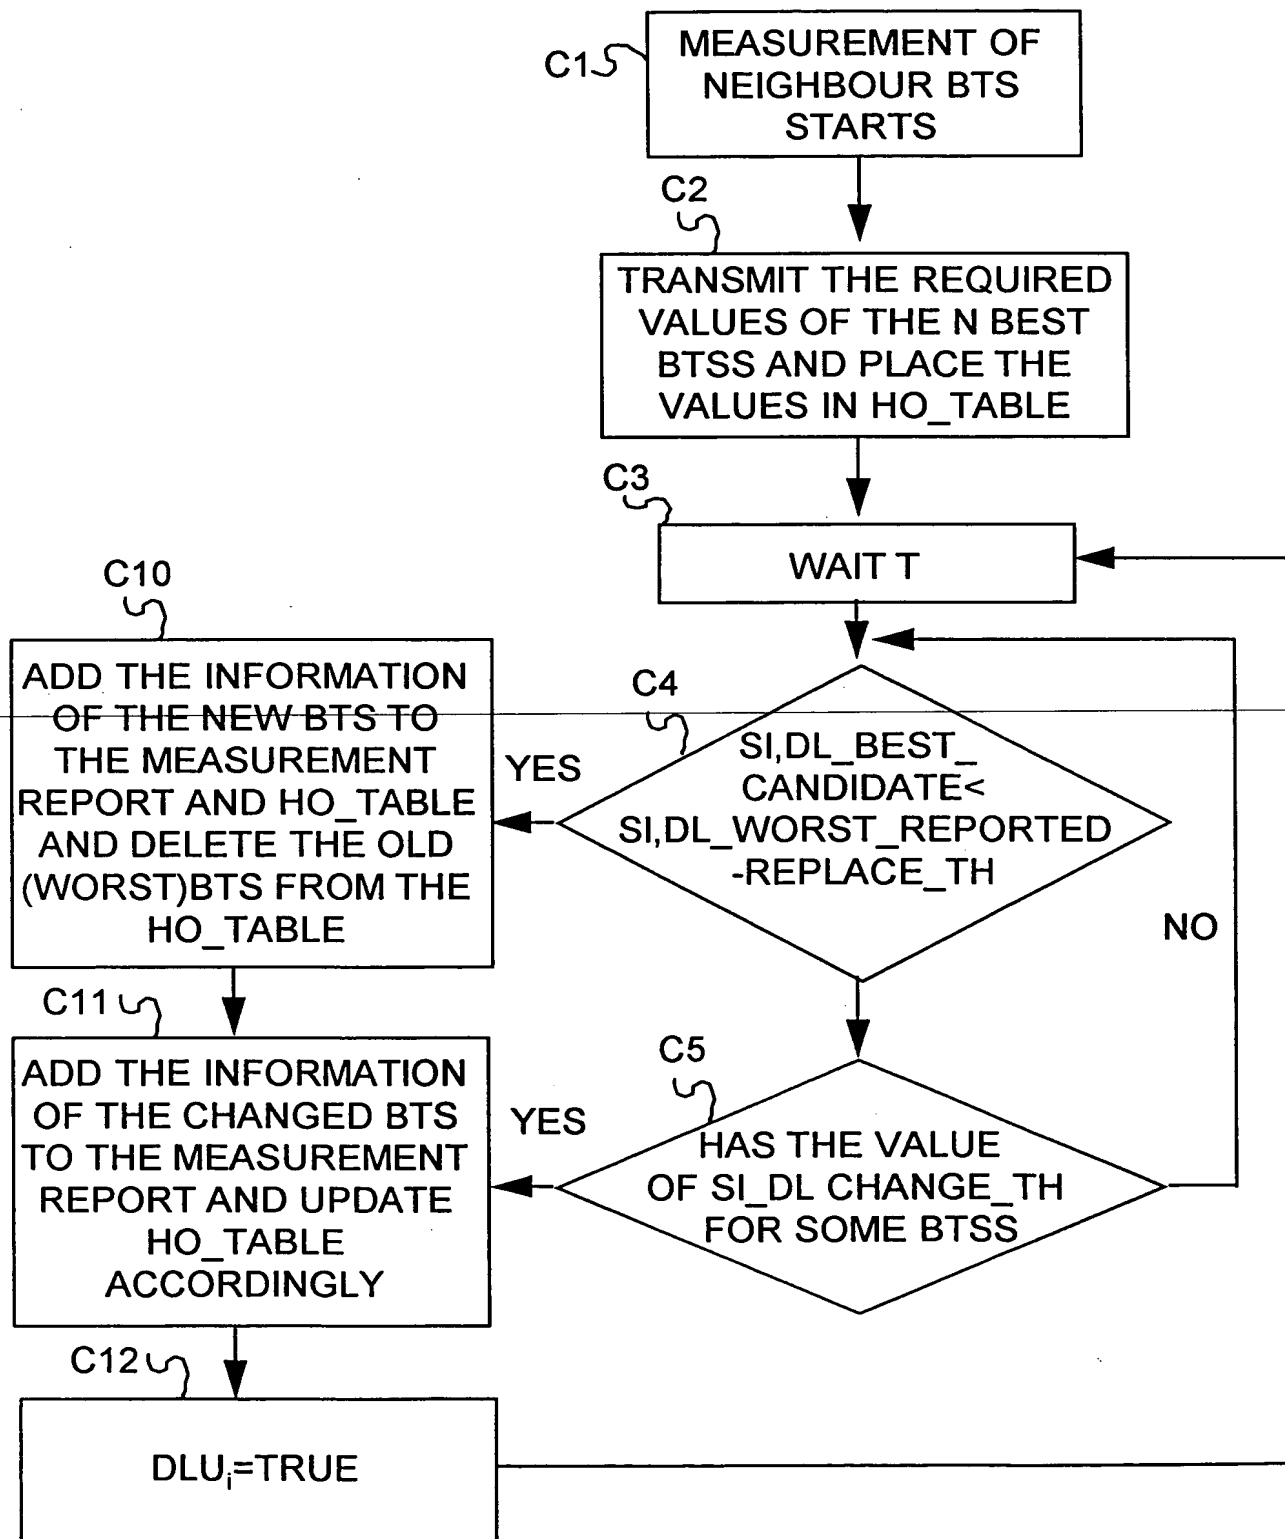 C1
MEASUREMENT OF
NEIGHBOUR BTS
STARTS
C2
TRANSMIT THE REQUIRED
VALUES OF THE N BEST
BTSS AND PLACE THE
VALUES IN HO_TABLE
C3
WAIT T
C10
ADD THE INFORMATION
OF THE NEW BTS TO
THE MEASUREMENT
REPORT AND HO_TABLE
AND DELETE THE OLD
(WORST)BTS FROM THE
HO_TABLE
YES
C4
SI,DL_BEST_
CANDIDATE<
SI,DL_WORST_REPORTED
-REPLACE_TH
NO
C11
ADD THE INFORMATION
OF THE CHANGED BTS
TO THE MEASUREMENT
REPORT AND UPDATE
HO_TABLE
ACCORDINGLY
YES
C5
HAS THE VALUE
OF SI_DL CHANGE_TH
FOR SOME BTSS
C12
DLUi=TRUE